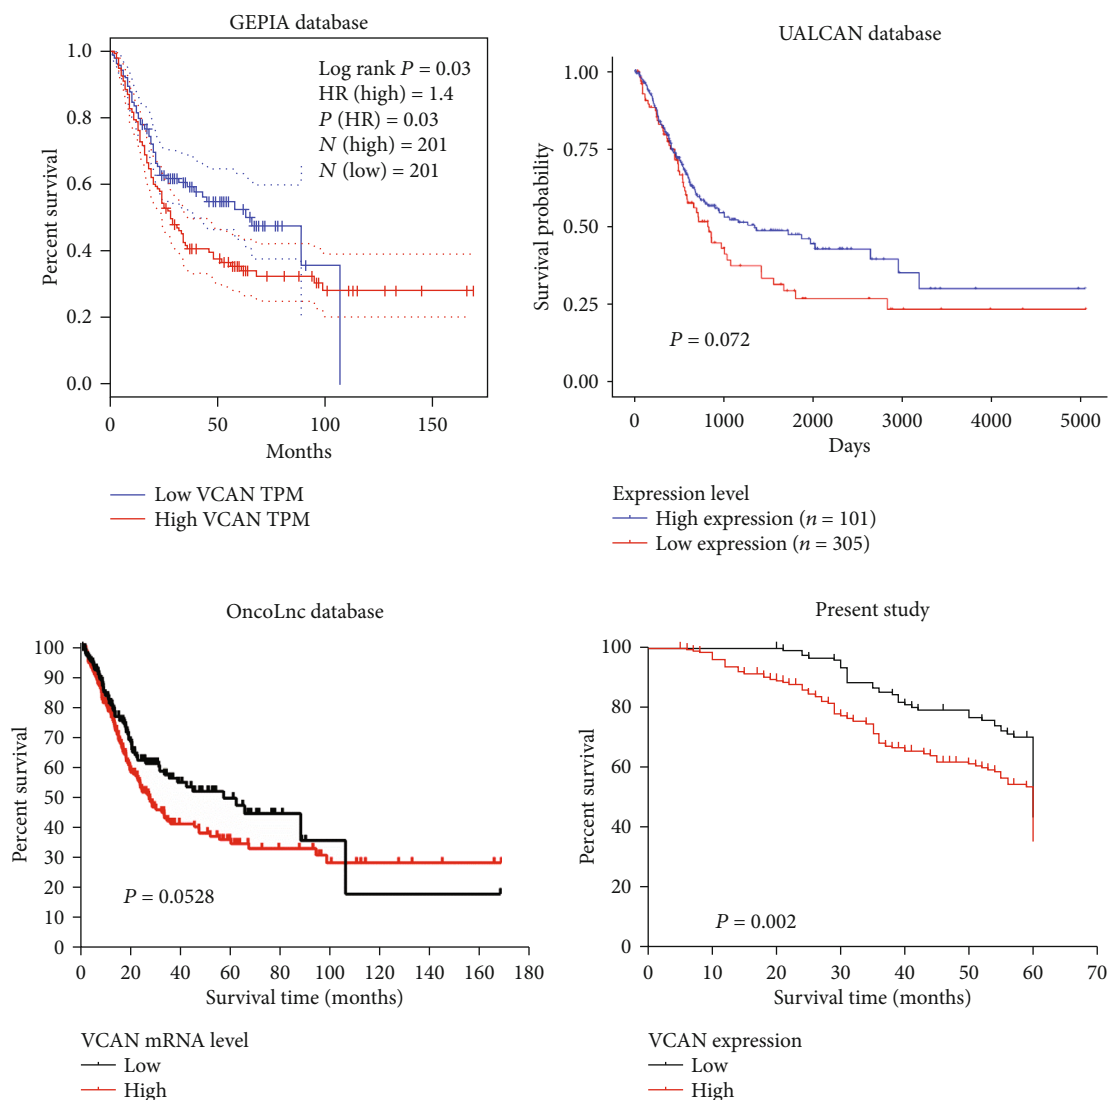 GEPIA database
Percent survival
1.0
0.8
0.6
0.4
0.2
0.0
Log rank P = 0.03
HR (high) = 1.4
P (HR) = 0.03
N (high) = 201
N (low) = 201
0 50 100 150
Months
Low VCAN TPM
High VCAN TPM
UALCAN database
Survival probability
1.00
0.75
0.50
0.25
0.00
P = 0.072
0 1000 2000 3000 4000 5000
Days
Expression level
High expression (n = 101)
Low expression (n = 305)
OncoLnc database
Percent survival
100
90
80
70
60
50
40
30
20
10
0
P = 0.0528
0 20 40 60 80 100 120 140 160 180
Survival time (months)
VCAN mRNA level
Low
High
Present study
Percent survival
100
80
60
40
20
0
P = 0.002
0 10 20 30 40 50 60 70
Survival time (months)
VCAN expression
Low
High